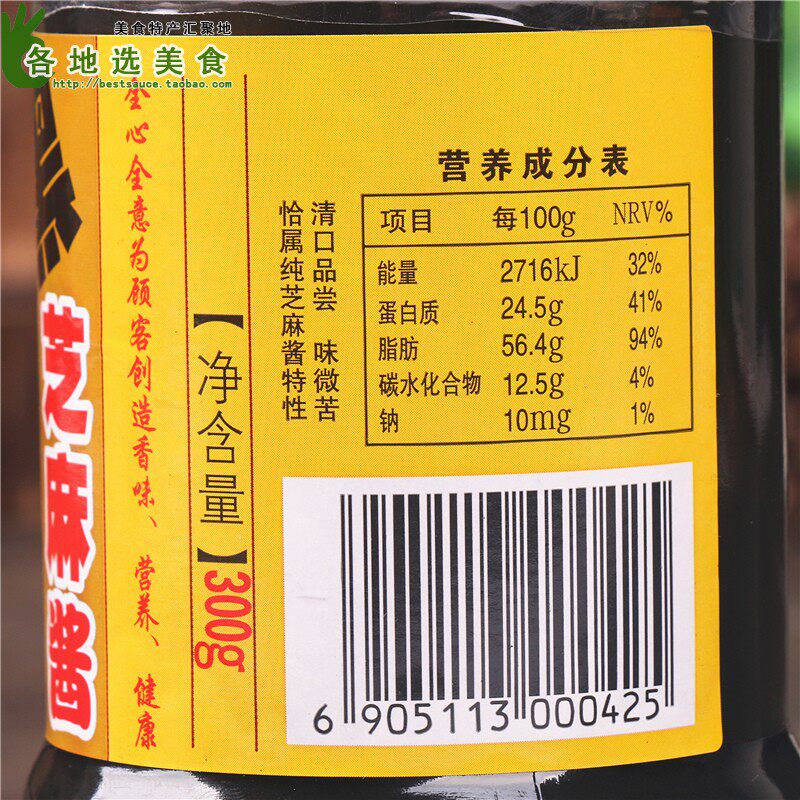 美食特产汇聚地
各地选美食
http://bestsauce.taobao.com/
芝麻酱
全心全意为顾客创造香味、营养、健康
【净含量】300g
清口品尝 味微苦
恰属纯芝麻酱特性
营养成分表
项目 每100g NRV%
能量 2716kJ 32%
蛋白质 24.5g 41%
脂肪 56.4g 94%
碳水化合物 12.5g 4%
钠 10mg 1%
6 905113 000425